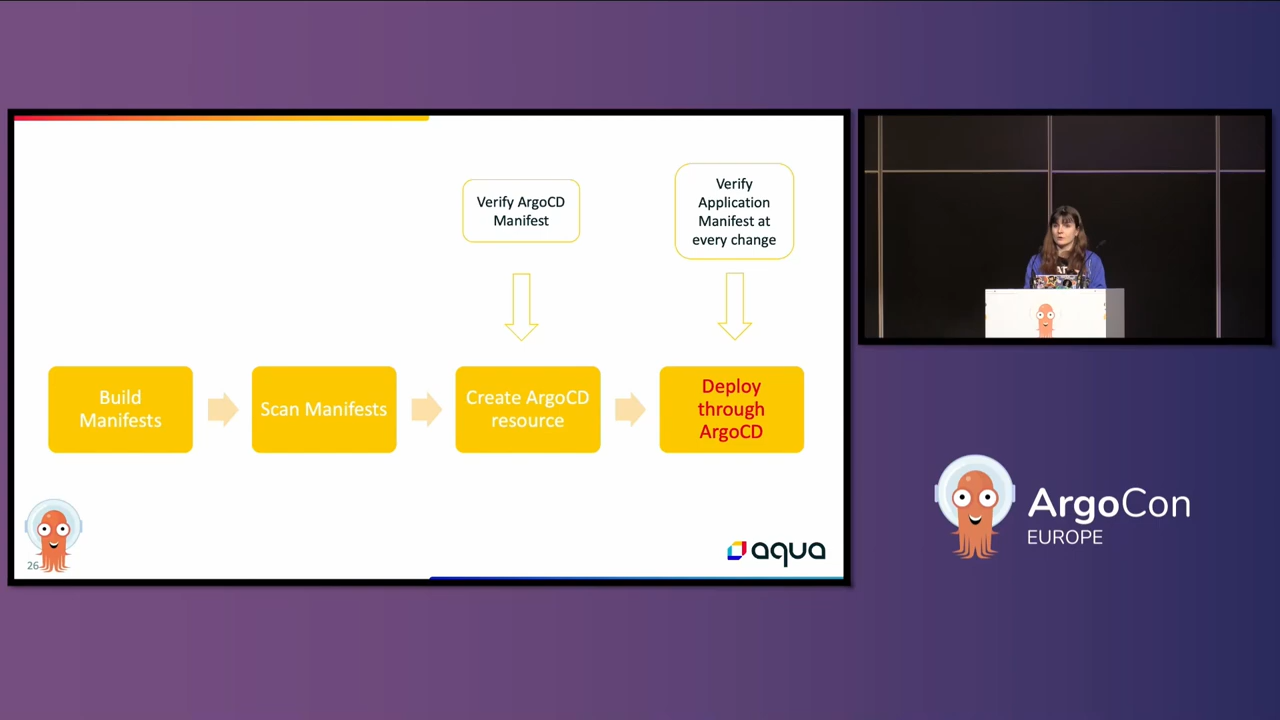 Verify ArgoCD
Manifest
Verify
Application
Manifest at
every change
Build
Manifests
Scan Manifests
Create ArgoCD
resource
Deploy
through
ArgoCD
26
aqua
ArgoCon
EUROPE